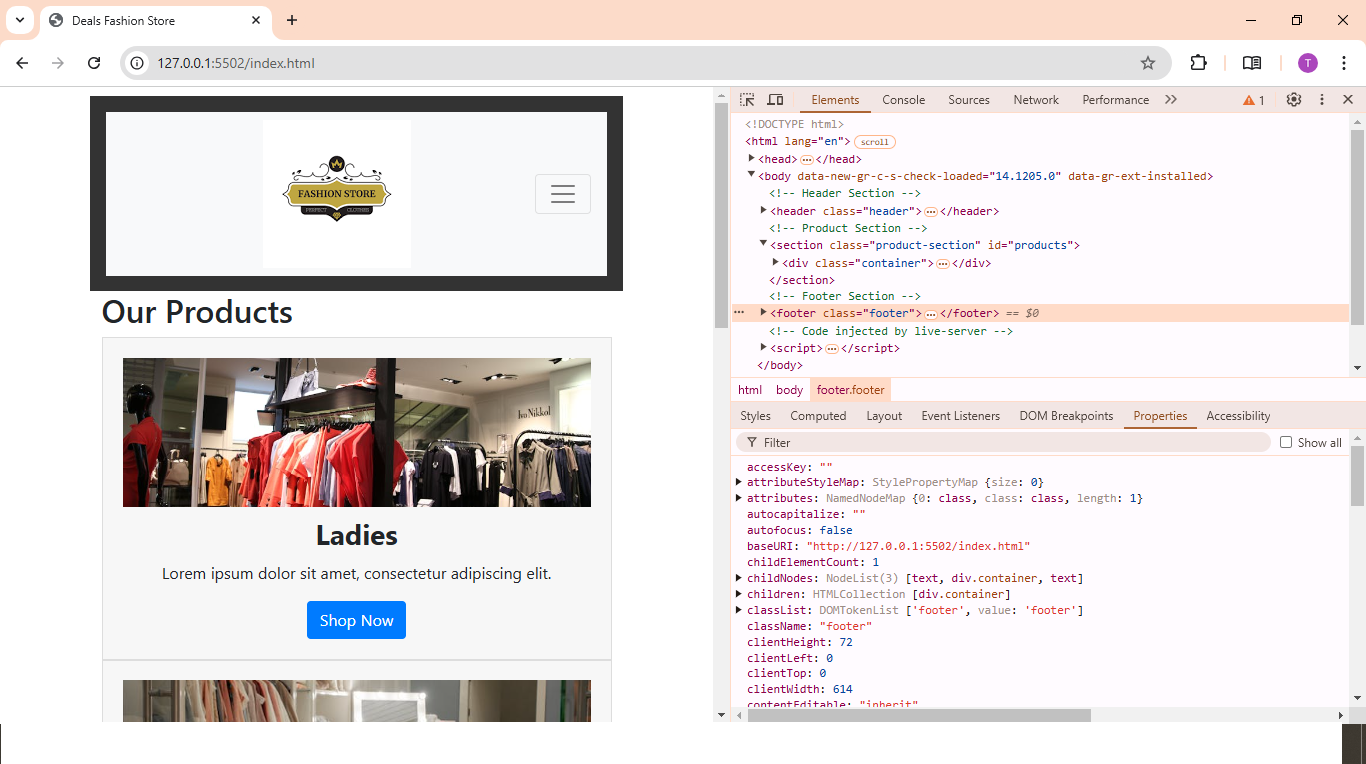 Deals Fashion Store
127.0.0.1:5502/index.html
T
FASHION STORE
PERFECT CLOTHES
Our Products
Ivo Nikkol
Ladies
Lorem ipsum dolor sit amet, consectetur adipiscing elit.
Shop Now
Elements Console Sources Network Performance 1
<!DOCTYPE html>
<html lang="en"> scroll
<head> … </head>
<body data-new-gr-c-s-check-loaded="14.1205.0" data-gr-ext-installed>
<!-- Header Section -->
<header class="header"> … </header>
<!-- Product Section -->
<section class="product-section" id="products">
<div class="container"> … </div>
</section>
<!-- Footer Section -->
… <footer class="footer"> … </footer> == $0
<!-- Code injected by live-server -->
<script> … </script>
</body>
html body footer.footer
Styles Computed Layout Event Listeners DOM Breakpoints Properties Accessibility
Filter Show all
accessKey: ""
attributeStyleMap: StylePropertyMap {size: 0}
attributes: NamedNodeMap {0: class, class: class, length: 1}
autocapitalize: ""
autofocus: false
baseURI: "http://127.0.0.1:5502/index.html"
childElementCount: 1
childNodes: NodeList(3) [text, div.container, text]
children: HTMLCollection [div.container]
classList: DOMTokenList ['footer', value: 'footer']
className: "footer"
clientHeight: 72
clientLeft: 0
clientTop: 0
clientWidth: 614
contentEditable: "inherit"